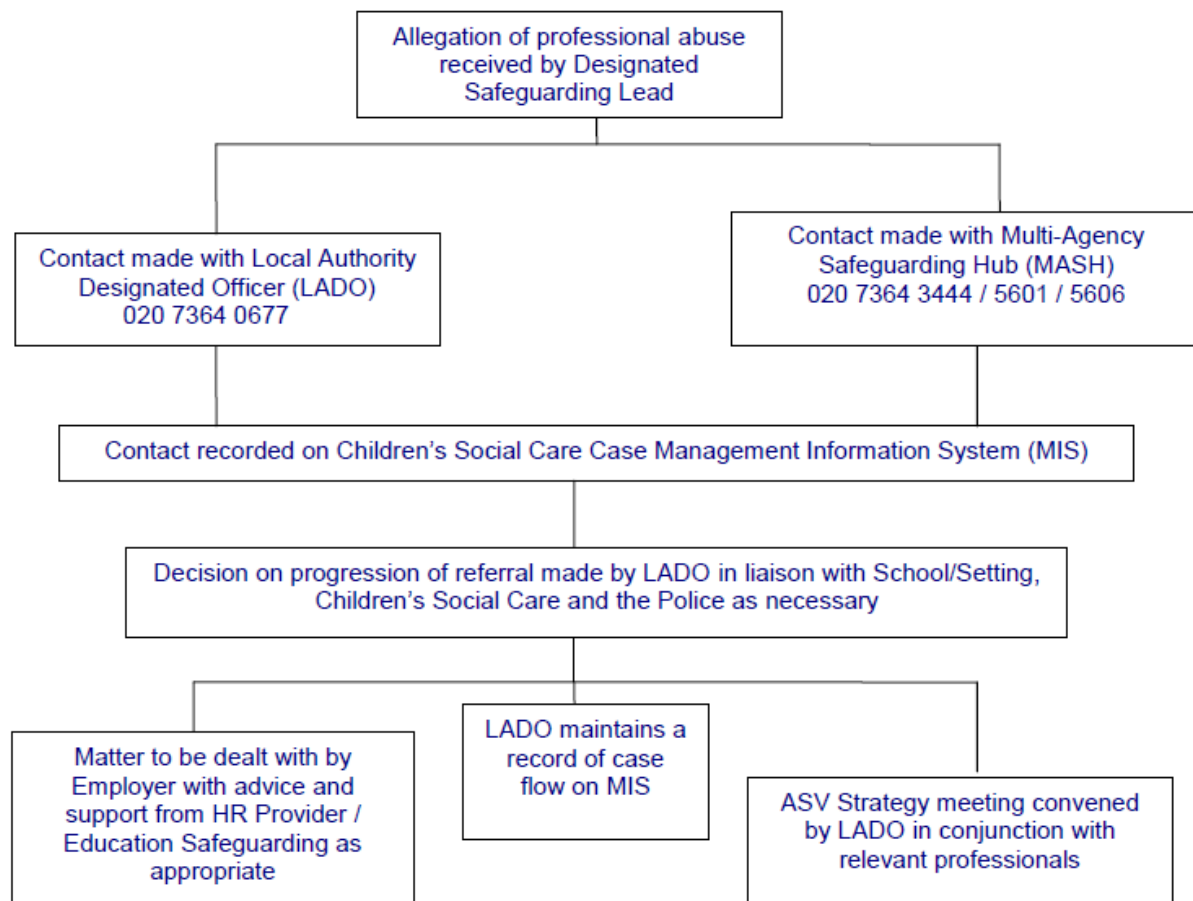 Allegation of professional abuse
received by Designated
Safeguarding Lead
Contact made with Local Authority
Designated Officer (LADO)
020 7364 0677
Contact made with Multi-Agency
Safeguarding Hub (MASH)
020 7364 3444 / 5601 / 5606
Contact recorded on Children’s Social Care Case Management Information System (MIS)
Decision on progression of referral made by LADO in liaison with School/Setting,
Children’s Social Care and the Police as necessary
Matter to be dealt with by
Employer with advice and
support from HR Provider /
Education Safeguarding as
appropriate
LADO maintains a
record of case
flow on MIS
ASV Strategy meeting convened
by LADO in conjunction with
relevant professionals